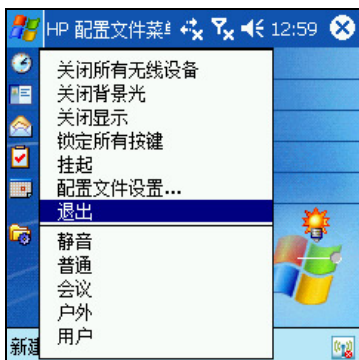 HP 配置文件菜单 12:59
关闭所有无线设备
关闭背景光
关闭显示
锁定所有按键
挂起
配置文件设置...
退出
静音
普通
会议
户外
用户
新建